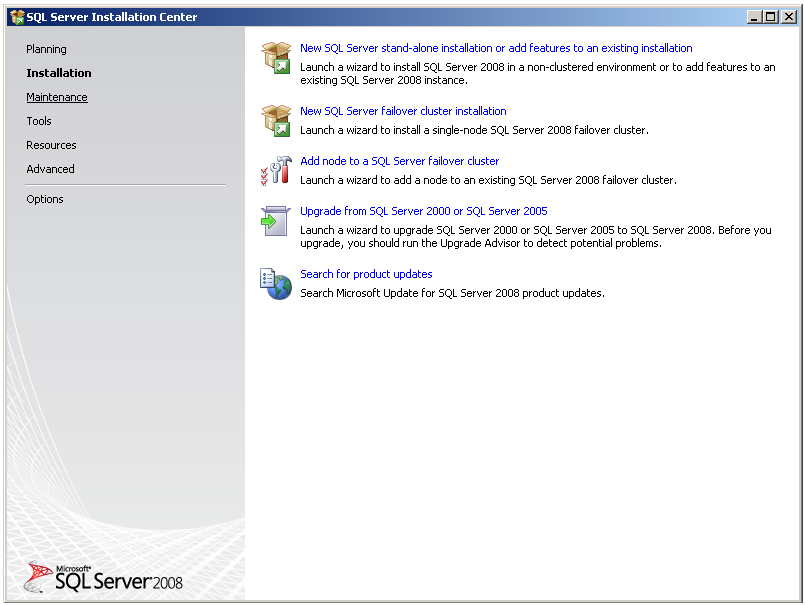 SQL Server Installation Center
Planning
Installation
Maintenance
Tools
Resources
Advanced
Options
New SQL Server stand-alone installation or add features to an existing installation
Launch a wizard to install SQL Server 2008 in a non-clustered environment or to add features to an
existing SQL Server 2008 instance.
New SQL Server failover cluster installation
Launch a wizard to install a single-node SQL Server 2008 failover cluster.
Add node to a SQL Server failover cluster
Launch a wizard to add a node to an existing SQL Server 2008 failover cluster.
Upgrade from SQL Server 2000 or SQL Server 2005
Launch a wizard to upgrade SQL Server 2000 or SQL Server 2005 to SQL Server 2008. Before you
upgrade, you should run the Upgrade Advisor to detect potential problems.
Search for product updates
Search Microsoft Update for SQL Server 2008 product updates.
Microsoft®
SQL Server 2008